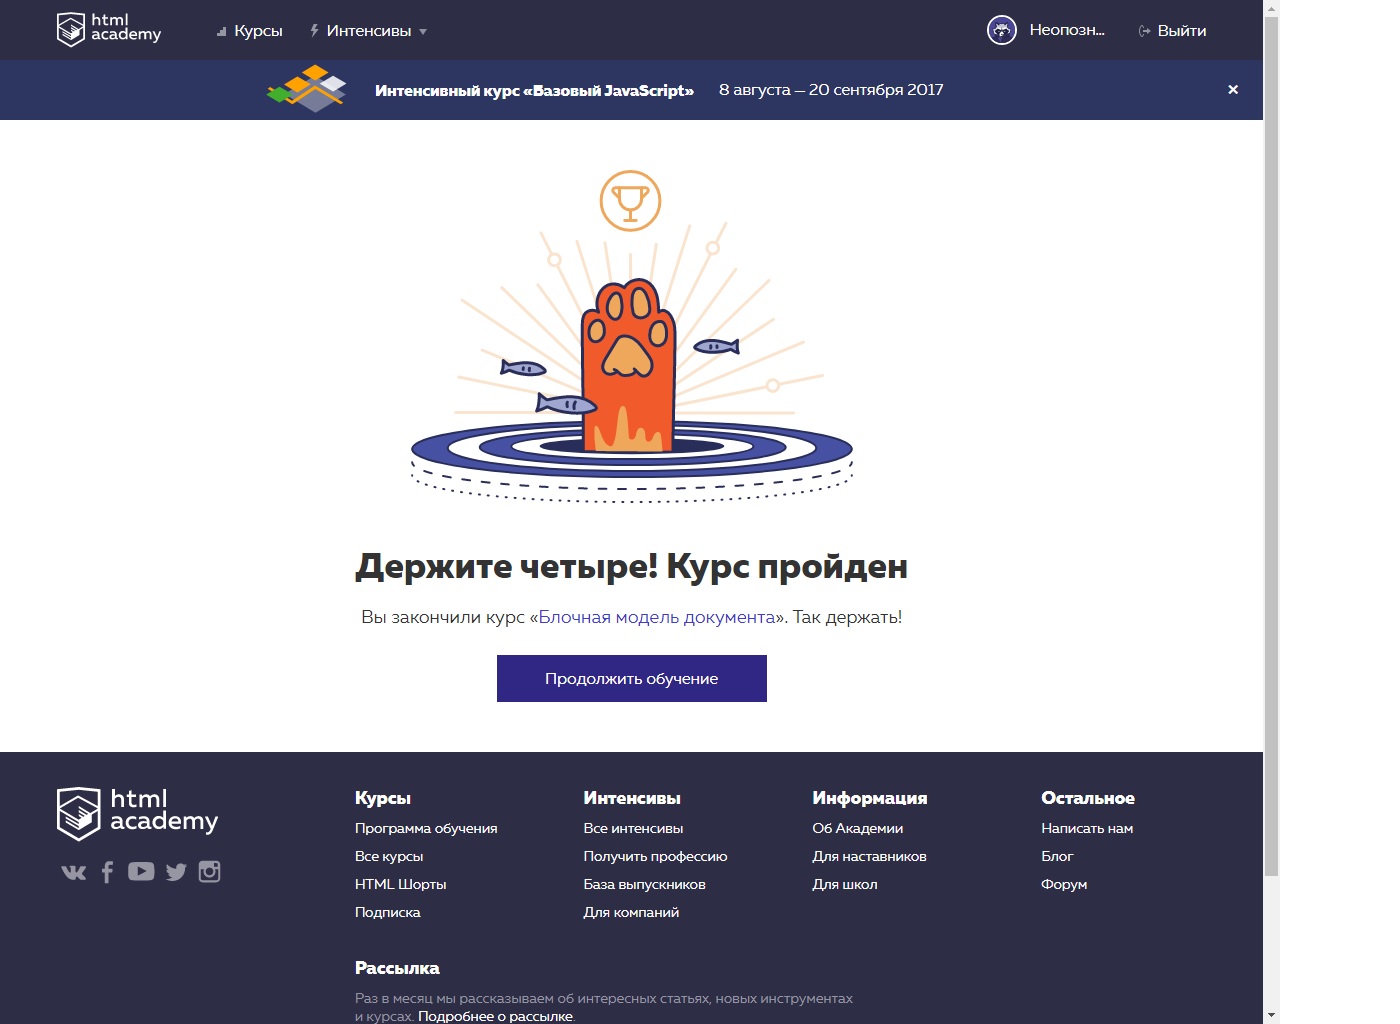 html academy
Курсы
Интенсивы
Неопозн...
Выйти
Интенсивный курс «Базовый JavaScript» 8 августа — 20 сентября 2017
Держите четыре! Курс пройден
Вы закончили курс «Блочная модель документа». Так держать!
Продолжить обучение
html academy
Курсы
Программа обучения
Все курсы
HTML Шорты
Подписка
Интенсивы
Все интенсивы
Получить профессию
База выпускников
Для компаний
Информация
Об Академии
Для наставников
Для школ
Остальное
Написать нам
Блог
Форум
Рассылка
Раз в месяц мы рассказываем об интересных статьях, новых инструментах
и курсах. Подробнее о рассылке.